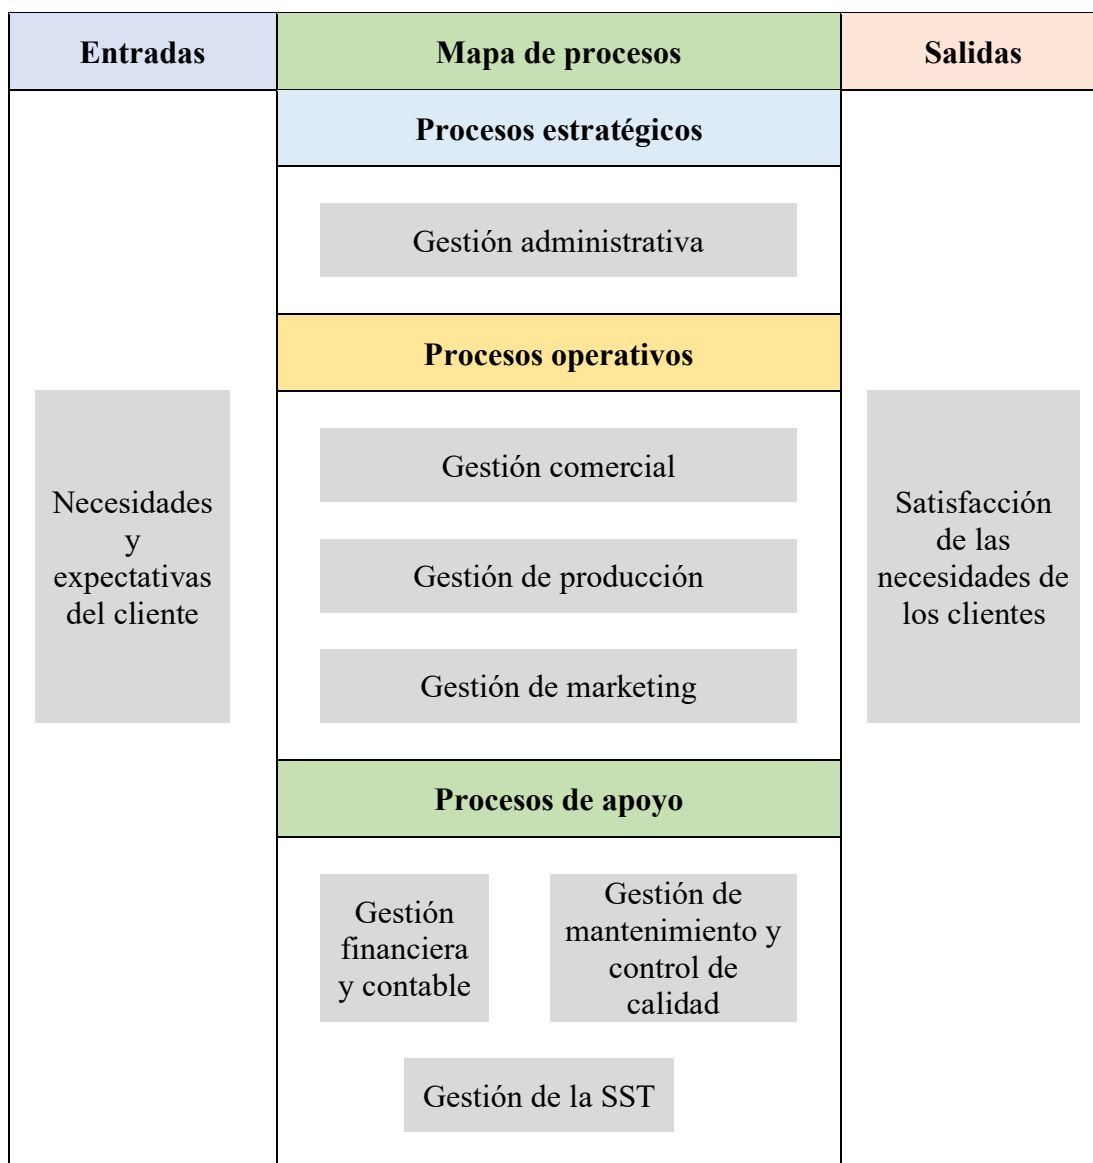 Entradas
Mapa de procesos
Salidas
Procesos estratégicos
Gestión administrativa
Procesos operativos
Necesidades
y
expectativas
del cliente
Gestión comercial
Gestión de producción
Gestión de marketing
Satisfacción
de las
necesidades de
los clientes
Procesos de apoyo
Gestión
financiera
y contable
Gestión de
mantenimiento y
control de
calidad
Gestión de la SST